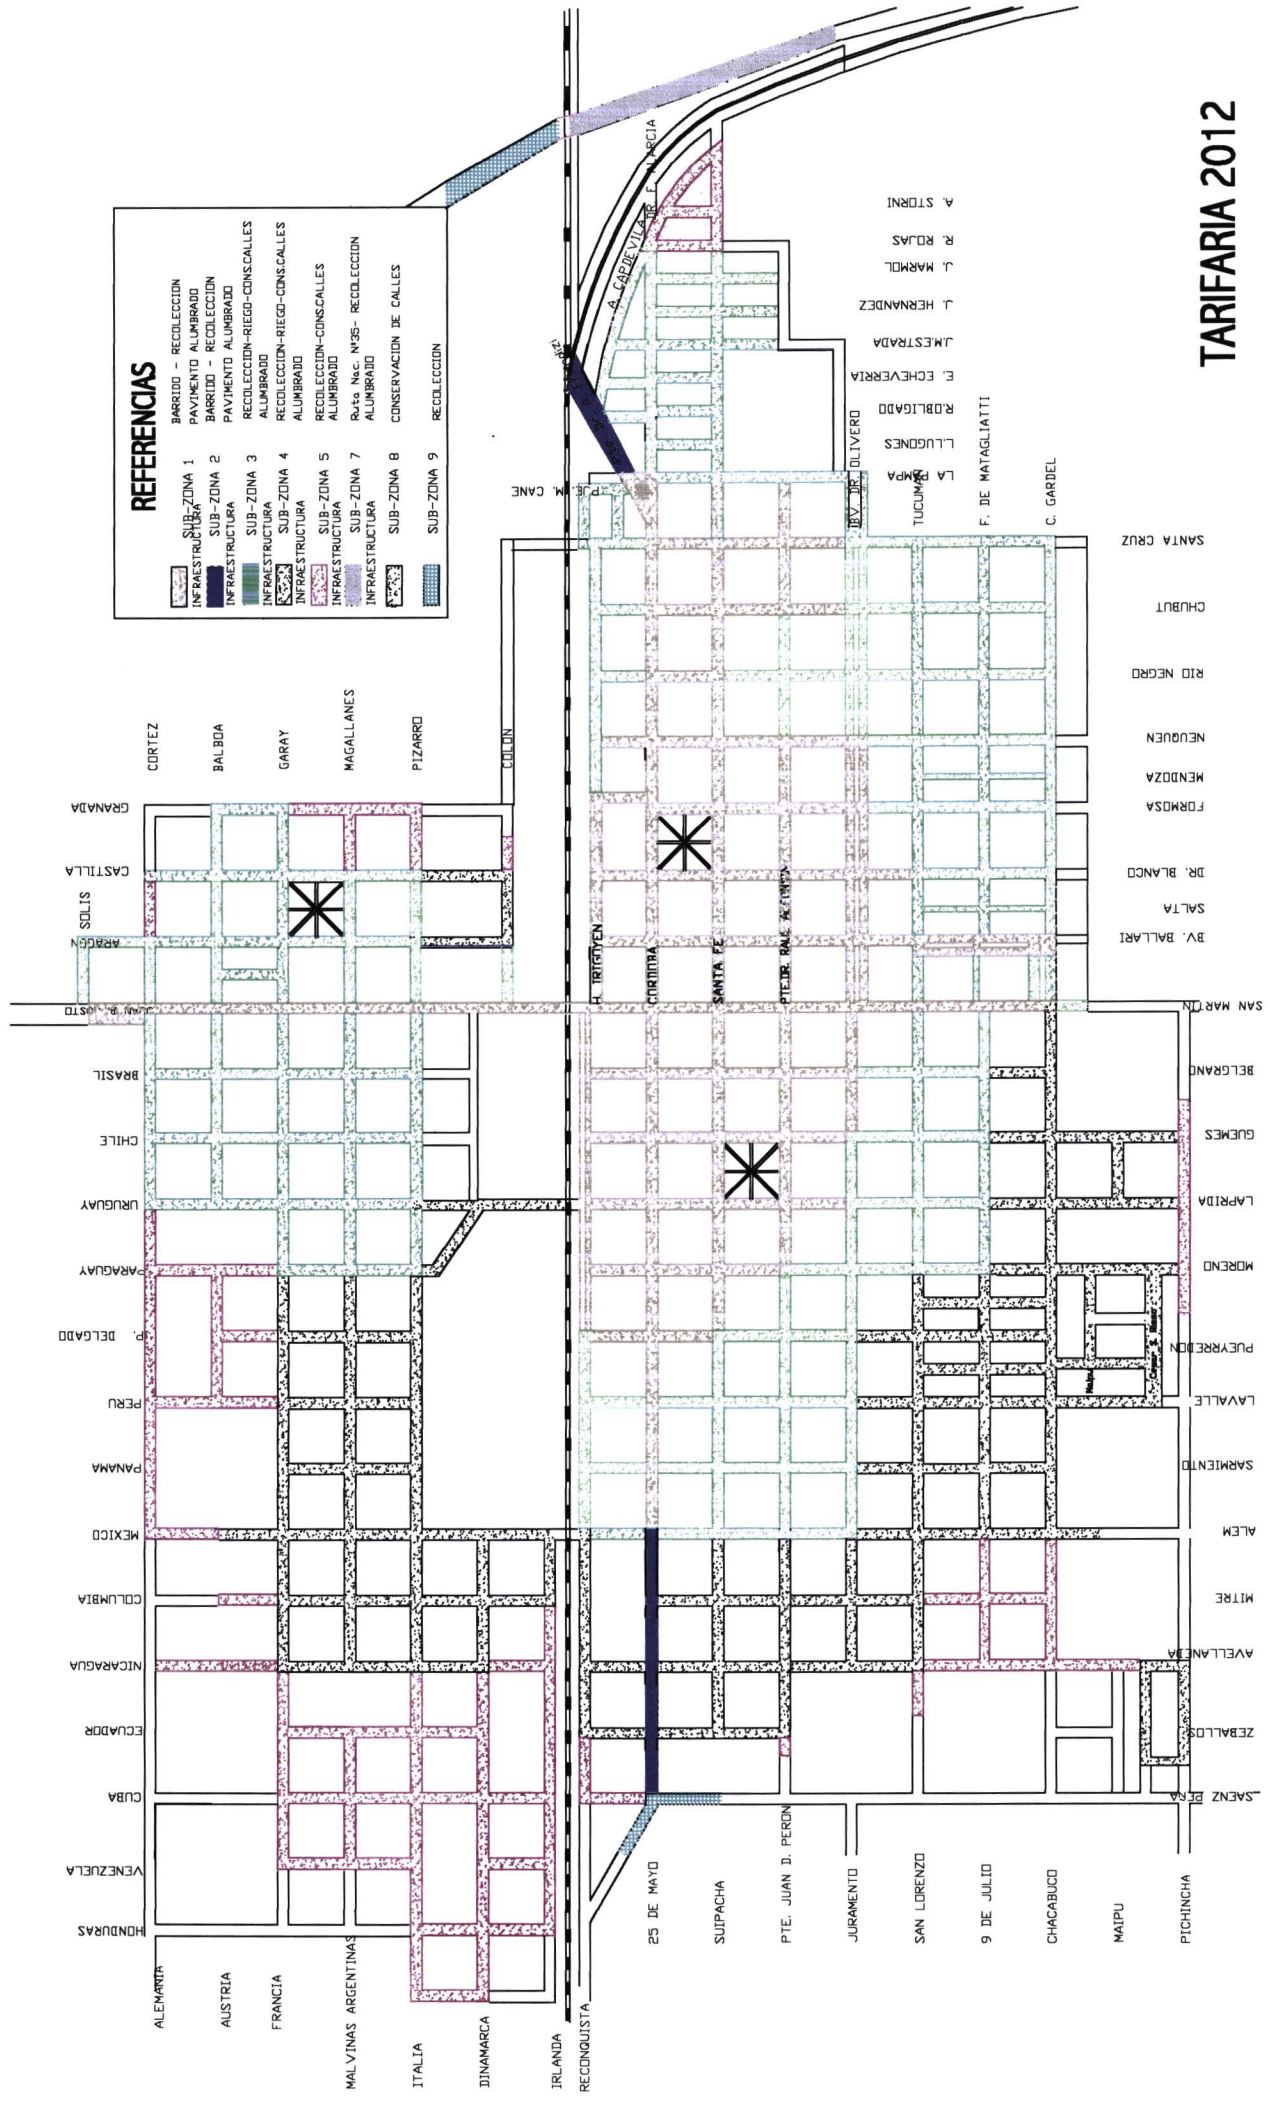 TARIFARIA 2012
REFERENCIAS
SUB-ZONA 1
INFRAESTRUCTURA
BARRIDO - RECOLECCION
PAVIMENTO ALUMBRADO
SUB-ZONA 2
INFRAESTRUCTURA
BARRIDO - RECOLECCION
PAVIMENTO ALUMBRADO
SUB-ZONA 3
INFRAESTRUCTURA
RECOLECCION-RIEGO-CONS.CALLES
ALUMBRADO
SUB-ZONA 4
INFRAESTRUCTURA
RECOLECCION-RIEGO-CONS.CALLES
ALUMBRADO
SUB-ZONA 5
INFRAESTRUCTURA
RECOLECCION-CONS.CALLES
ALUMBRADO
SUB-ZONA 7
INFRAESTRUCTURA
Ruta Nac. Nº35- RECOLECCION
ALUMBRADO
SUB-ZONA 8
CONSERVACION DE CALLES
SUB-ZONA 9
RECOLECCION
CORTEZ
BALBOA
GARAY
MAGALLANES
PIZARRO
COLON
SOLIS
GRANADA
CASTILLA
ARAGON
BRASIL
CHILE
URUGUAY
PARAGUAY
P. DELGADO
PERU
PANAMA
MEXICO
COLUMBIA
NICARAGUA
ECUADOR
CUBA
VENEZUELA
HONDURAS
ALEMANIA
AUSTRIA
FRANCIA
MALVINAS ARGENTINAS
ITALIA
DINAMARCA
IRLANDA
RECONQUISTA
25 DE MAYO
SUIPACHA
PTE. JUAN D. PERON
JURAMENTO
SAN LORENZO
9 DE JULIO
CHACABUCO
MAIPU
PICHINCHA
H. YRIGOYEN
CORDOBA
SANTA FE
PTE.DR. RAUL ALFONSIN
PJE. M. CANE
A. CAPDEVILA
DR. F. ALARCIA
BV. DR. OLIVERO
TUCUMAN
F. DE MATAGLIATTI
C. GARDEL
A. STORNI
R. ROJAS
J. MARMOL
J. HERNANDEZ
J.M.ESTRADA
E. ECHEVERRIA
R.OBLIGADO
L.LUGONES
LA PAMPA
SANTA CRUZ
CHUBUT
RIO NEGRO
NEUQUEN
MENDOZA
FORMOSA
DR. BLANCO
SALTA
BV. BALLARI
SAN MARTIN
BELGRANO
GUEMES
LAPRIDA
MORENO
PUEYRREDON
LAVALLE
SARMIENTO
ALEM
MITRE
AVELLANEDA
ZEBALLOS
SAENZ PEÑA
Maipu